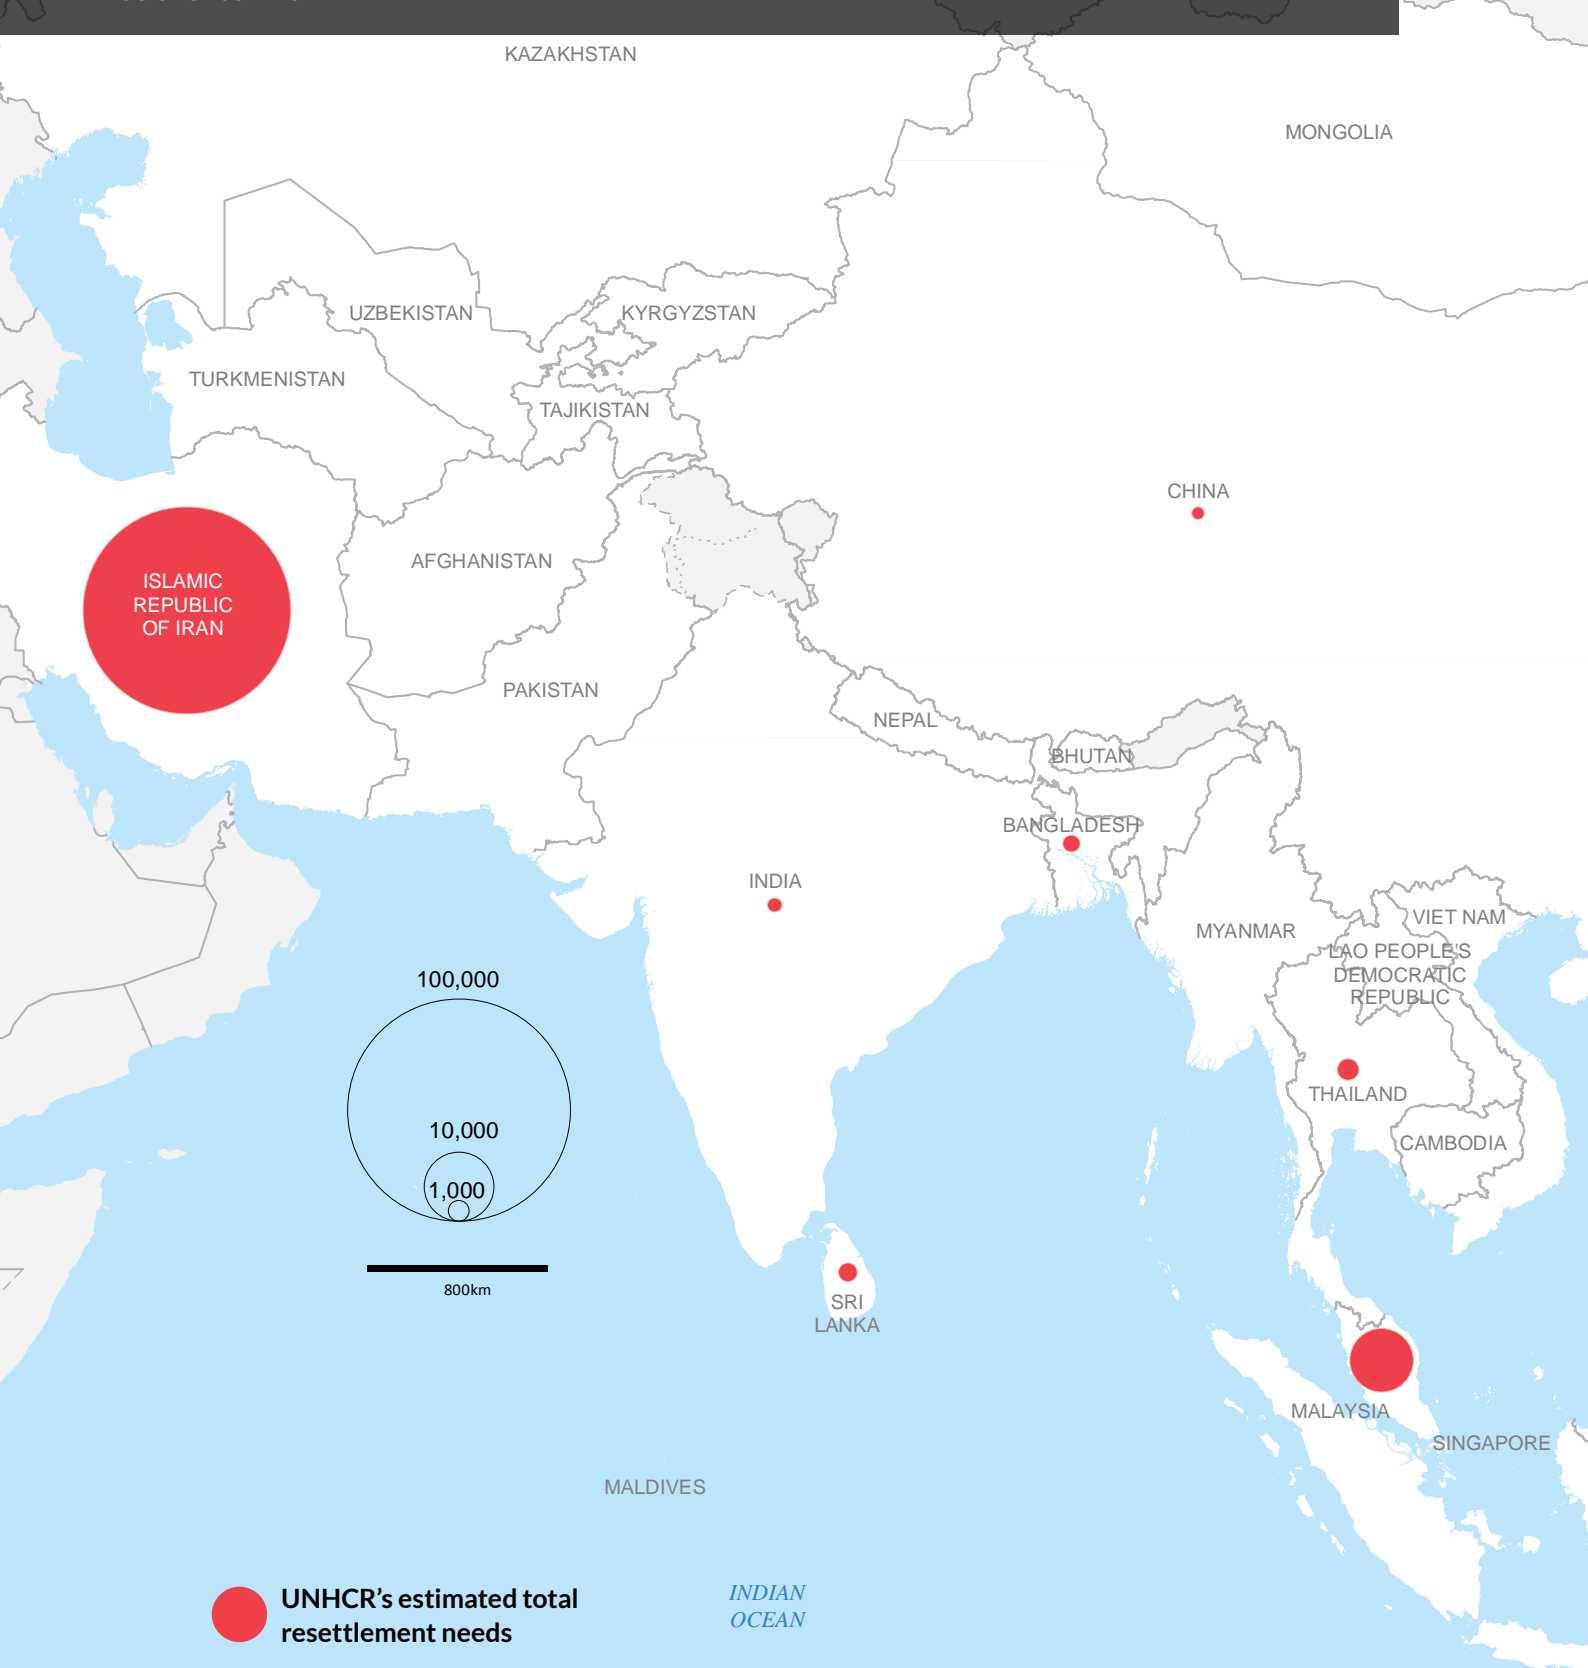 KAZAKHSTAN
MONGOLIA
UZBEKISTAN
KYRGYZSTAN
TURKMENISTAN
TAJIKISTAN
CHINA
AFGHANISTAN
ISLAMIC
REPUBLIC
OF IRAN
PAKISTAN
NEPAL
BHUTAN
BANGLADESH
INDIA
MYANMAR
VIET NAM
LAO PEOPLE'S
DEMOCRATIC
REPUBLIC
100,000
10,000
1,000
800km
THAILAND
CAMBODIA
SRI
LANKA
MALAYSIA
SINGAPORE
MALDIVES
UNHCR’s estimated total
resettlement needs
INDIAN
OCEAN